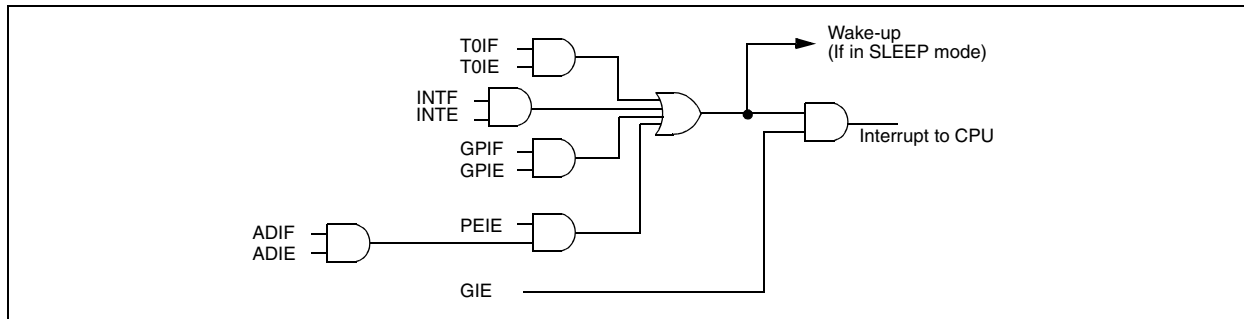 Wake-up
(If in SLEEP mode)
T0IF
T0IE
INTF
INTE
GPIF
GPIE
Interrupt to CPU
PEIE
ADIF
ADIE
GIE